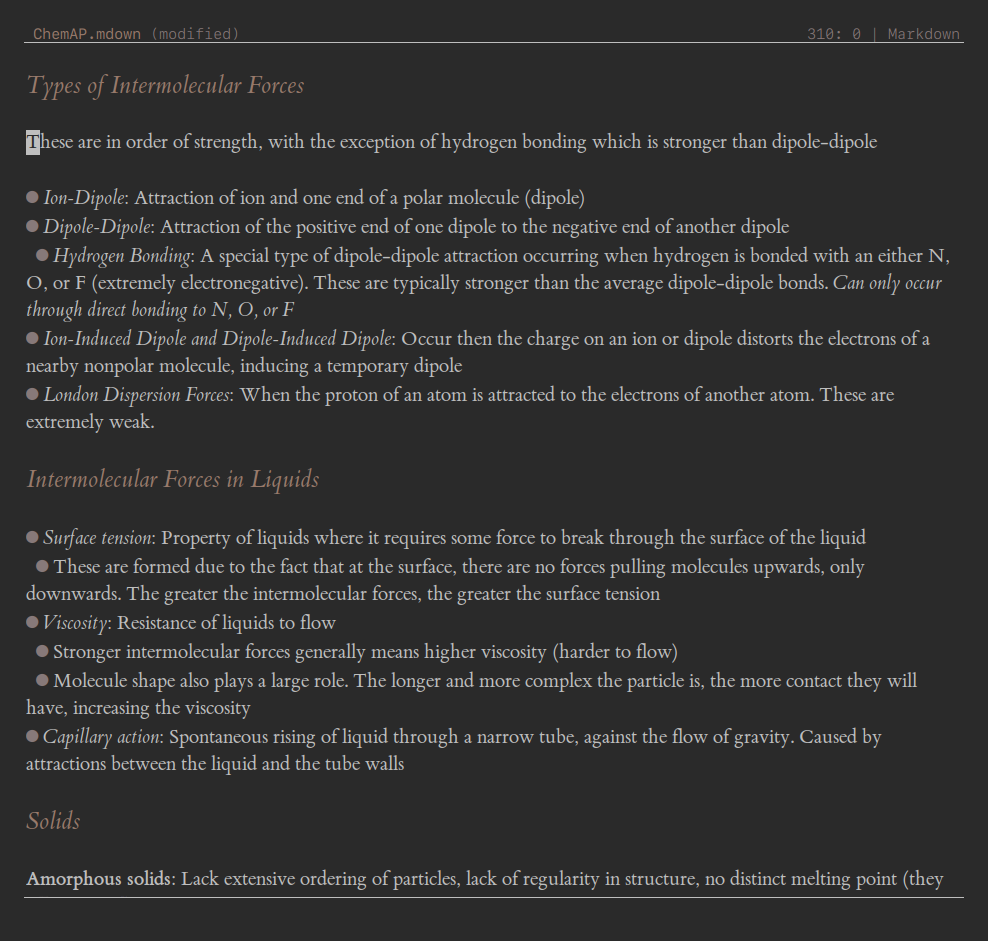 ChemAP.mdown (modified) 310: 0 | Markdown
Types of Intermolecular Forces
These are in order of strength, with the exception of hydrogen bonding which is stronger than dipole-dipole
● Ion-Dipole: Attraction of ion and one end of a polar molecule (dipole)
● Dipole-Dipole: Attraction of the positive end of one dipole to the negative end of another dipole
● Hydrogen Bonding: A special type of dipole-dipole attraction occurring when hydrogen is bonded with an either N,
O, or F (extremely electronegative). These are typically stronger than the average dipole-dipole bonds. Can only occur
through direct bonding to N, O, or F
● Ion-Induced Dipole and Dipole-Induced Dipole: Occur then the charge on an ion or dipole distorts the electrons of a
nearby nonpolar molecule, inducing a temporary dipole
● London Dispersion Forces: When the proton of an atom is attracted to the electrons of another atom. These are
extremely weak.
Intermolecular Forces in Liquids
● Surface tension: Property of liquids where it requires some force to break through the surface of the liquid
● These are formed due to the fact that at the surface, there are no forces pulling molecules upwards, only
downwards. The greater the intermolecular forces, the greater the surface tension
● Viscosity: Resistance of liquids to flow
● Stronger intermolecular forces generally means higher viscosity (harder to flow)
● Molecule shape also plays a large role. The longer and more complex the particle is, the more contact they will
have, increasing the viscosity
● Capillary action: Spontaneous rising of liquid through a narrow tube, against the flow of gravity. Caused by
attractions between the liquid and the tube walls
Solids
Amorphous solids: Lack extensive ordering of particles, lack of regularity in structure, no distinct melting point (they